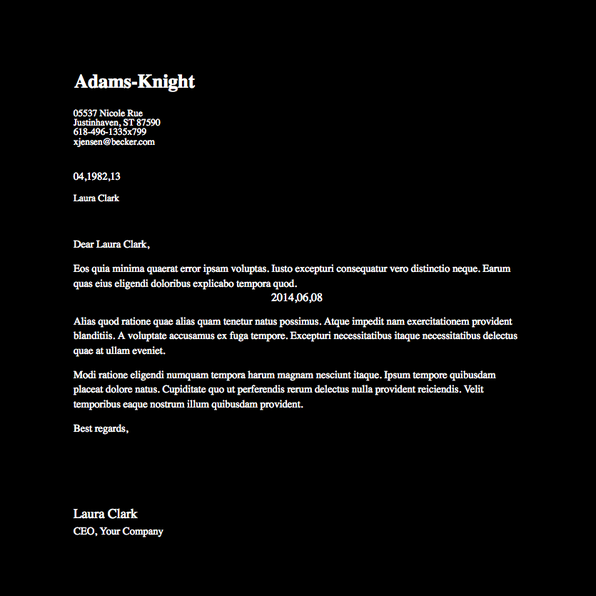 Adams-Knight
05537 Nicole Rue
Justinhaven, ST 87590
618-496-1335x799
xjensen@becker.com
04,1982,13
Laura Clark
Dear Laura Clark,
Eos quia minima quaerat error ipsam voluptas. Iusto excepturi consequatur vero distinctio neque. Earum
quas eius eligendi doloribus explicabo tempora quod.
2014,06,08
Alias quod ratione quae alias quam tenetur natus possimus. Atque impedit nam exercitationem provident
blanditiis. A voluptate accusamus ex fuga tempore. Excepturi necessitatibus itaque necessitatibus delectus
quae at ullam eveniet.
Modi ratione eligendi numquam tempora harum magnam nesciunt itaque. Ipsum tempore quibusdam
placeat dolore natus. Cupiditate quo ut perferendis rerum delectus nulla provident reiciendis. Velit
temporibus eaque nostrum illum quibusdam provident.
Best regards,
Laura Clark
CEO, Your Company